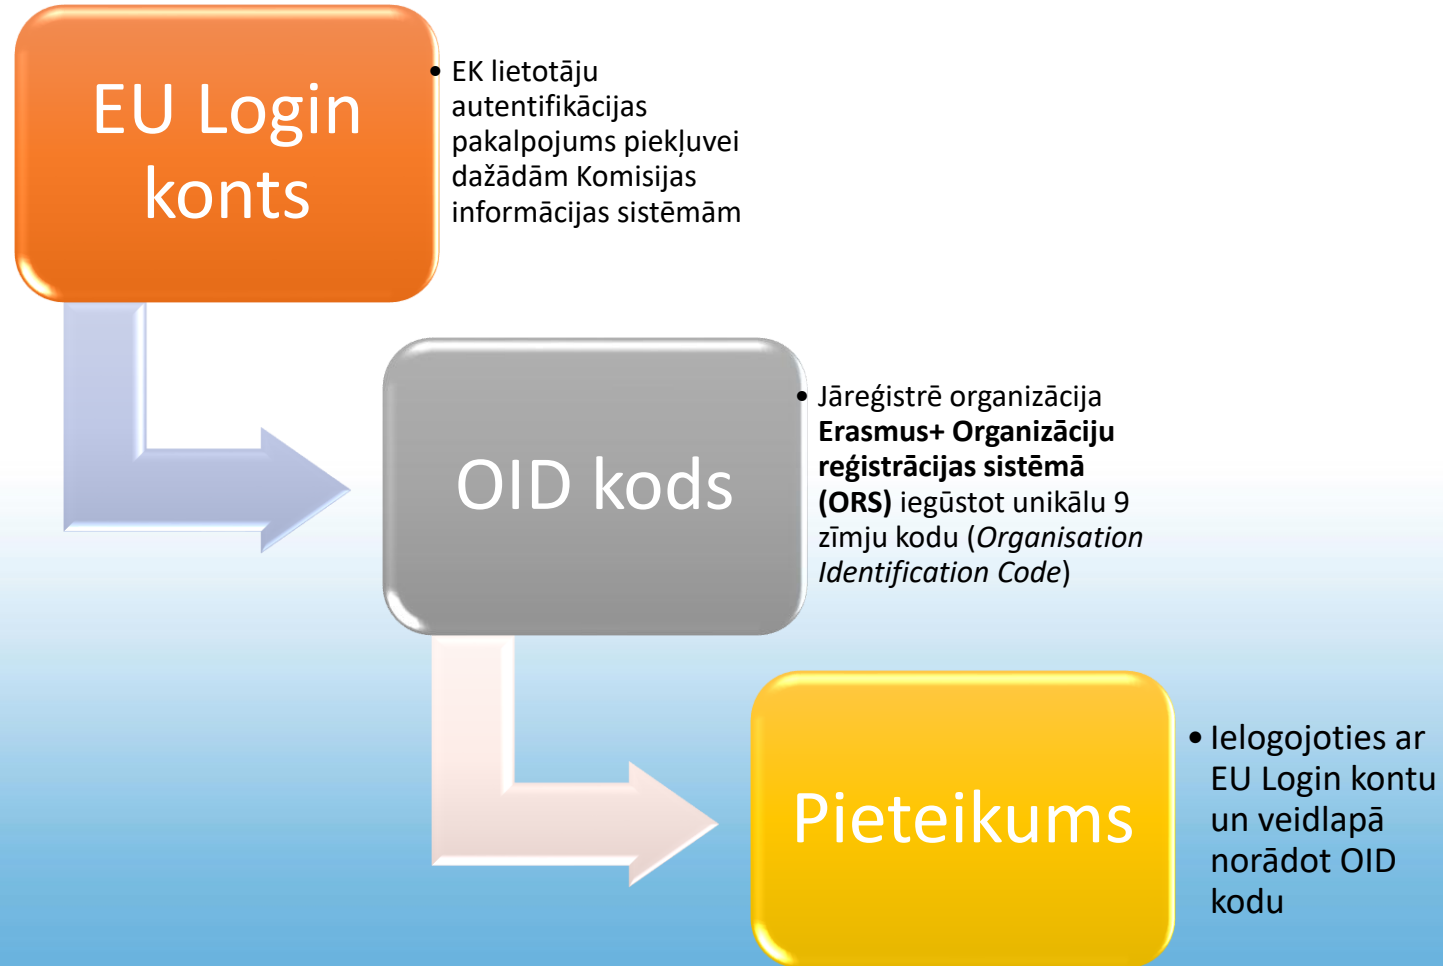 EU Login
konts
• EK lietotāju
autentifikācijas
pakalpojums piekļuvei
dažādām Komisijas
informācijas sistēmām
OID kods
• Jāreģistrē organizācija
Erasmus+ Organizāciju
reģistrācijas sistēmā
(ORS) iegūstot unikālu 9
zīmju kodu (Organisation
Identification Code)
Pieteikums
• Ielogojoties ar
EU Login kontu
un veidlapā
norādot OID
kodu